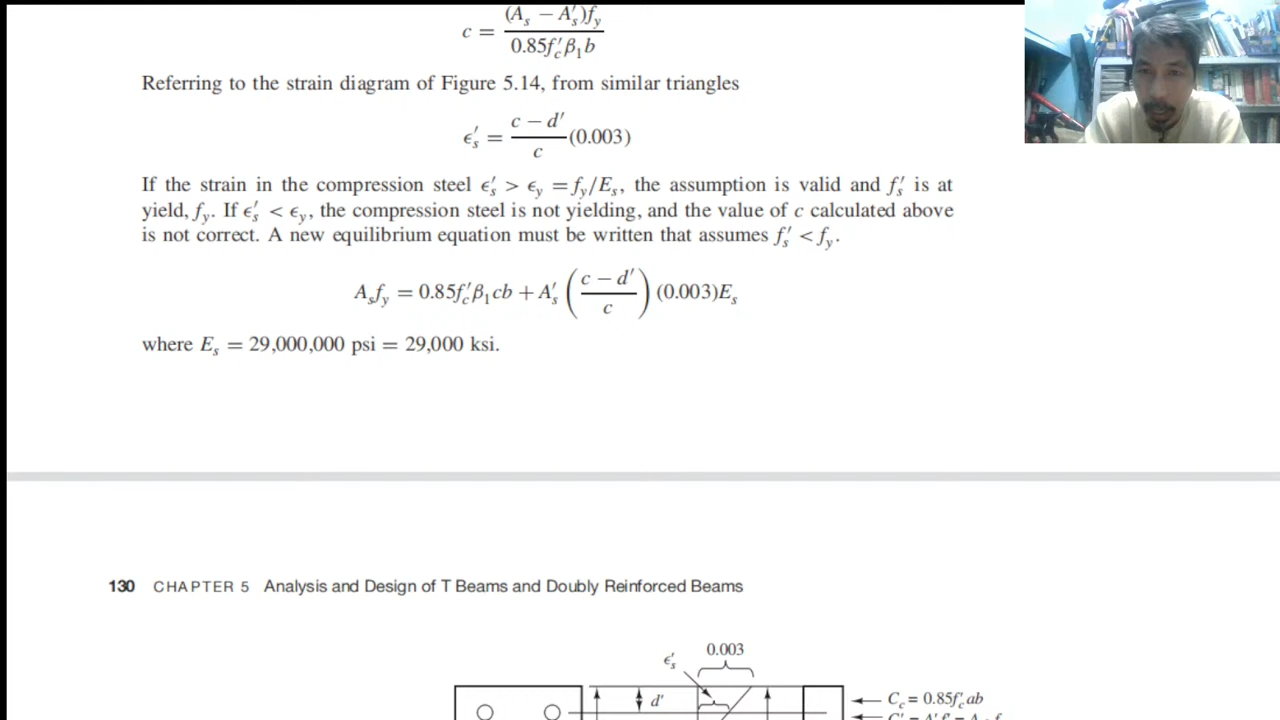 c = (A_s − A′_s)f_y / 0.85f′_c β_1 b
Referring to the strain diagram of Figure 5.14, from similar triangles
ϵ′_s = (c − d′)/c (0.003)
If the strain in the compression steel ϵ′_s > ϵ_y = f_y/E_s, the assumption is valid and f′_s is at
yield, f_y. If ϵ′_s < ϵ_y, the compression steel is not yielding, and the value of c calculated above
is not correct. A new equilibrium equation must be written that assumes f′_s < f_y.
A_s f_y = 0.85f′_c β_1 cb + A′_s ((c − d′)/c) (0.003)E_s
where E_s = 29,000,000 psi = 29,000 ksi.
130 CHAPTER 5 Analysis and Design of T Beams and Doubly Reinforced Beams
0.003
ϵ′_s
d′
C_c = 0.85f′_c ab